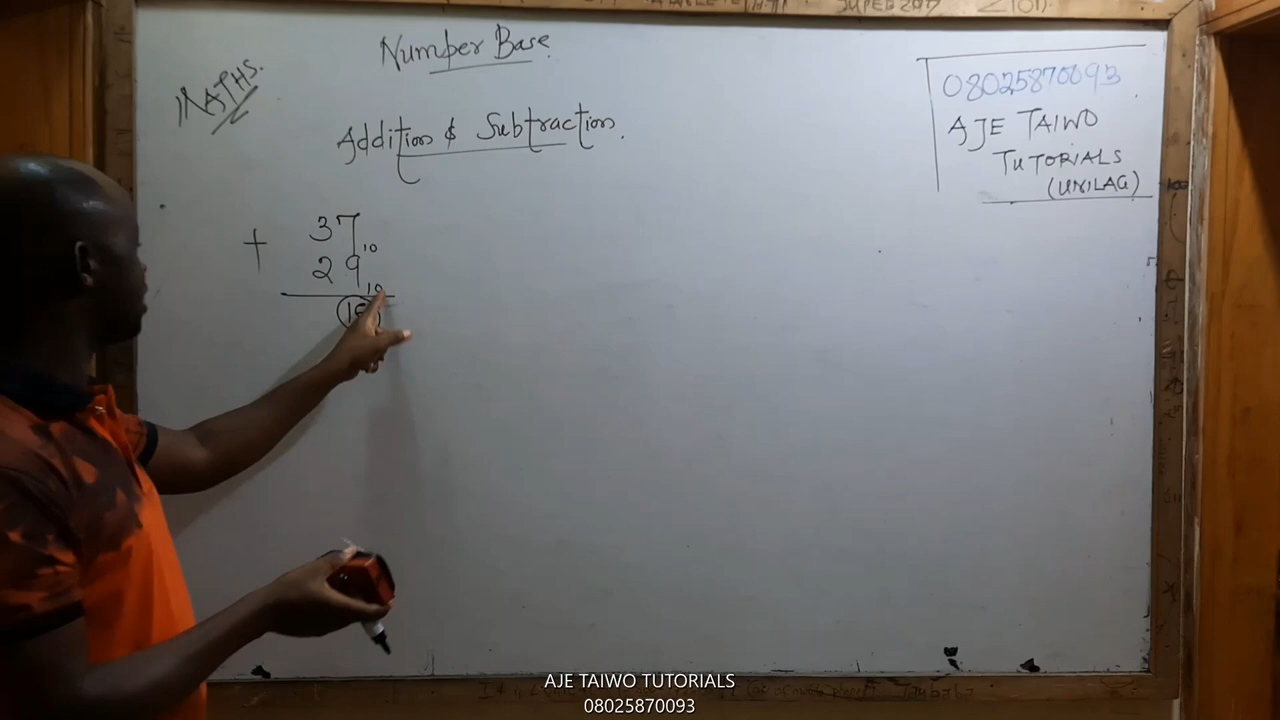 MATHS.
Number Base.
Addition & Subtraction.
08025870093
AJE TAIWO
TUTORIALS
(UNILAG)
+ 37₁₀
29₁₀
AJE TAIWO TUTORIALS
08025870093